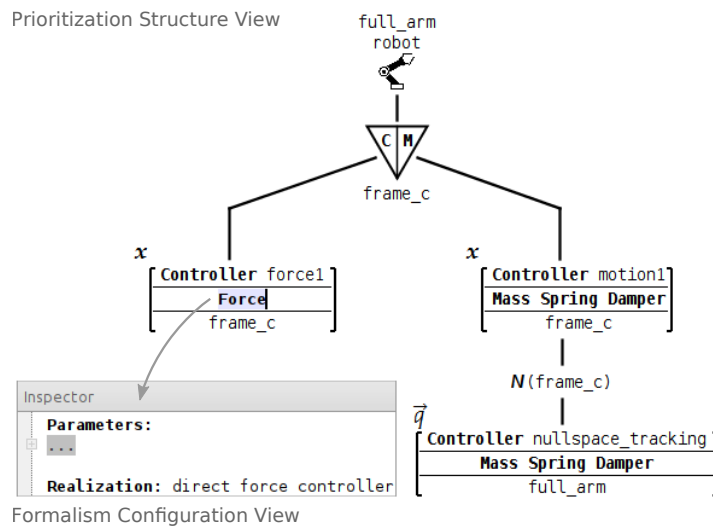 Prioritization Structure View
full_arm
robot
C M
frame_c
x
Controller force1
Force
frame_c
x
Controller motion1
Mass Spring Damper
frame_c
N(frame_c)
q⃗
Controller nullspace_tracking
Mass Spring Damper
full_arm
Inspector
Parameters:
...
Realization: direct force controller
Formalism Configuration View